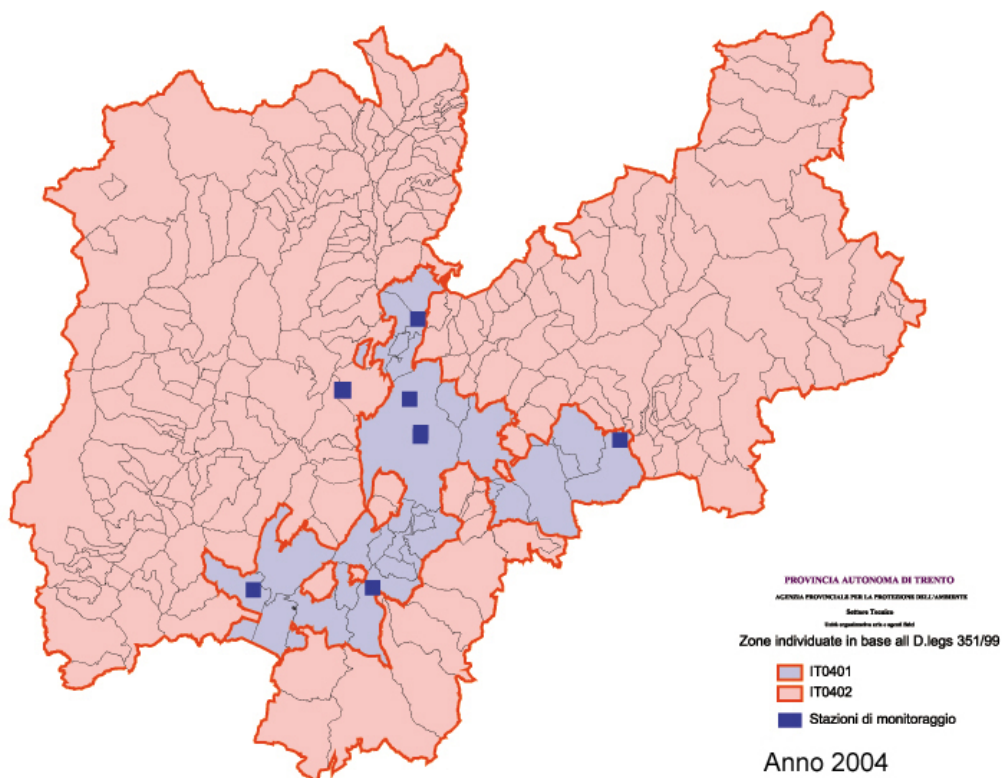 PROVINCIA AUTONOMA DI TRENTO
AGENZIA PROVINCIALE PER LA PROTEZIONE DELL'AMBIENTE
Settore Tecnico
Zone individuate in base all D.legs 351/99
IT0401
IT0402
Stazioni di monitoraggio
Anno 2004